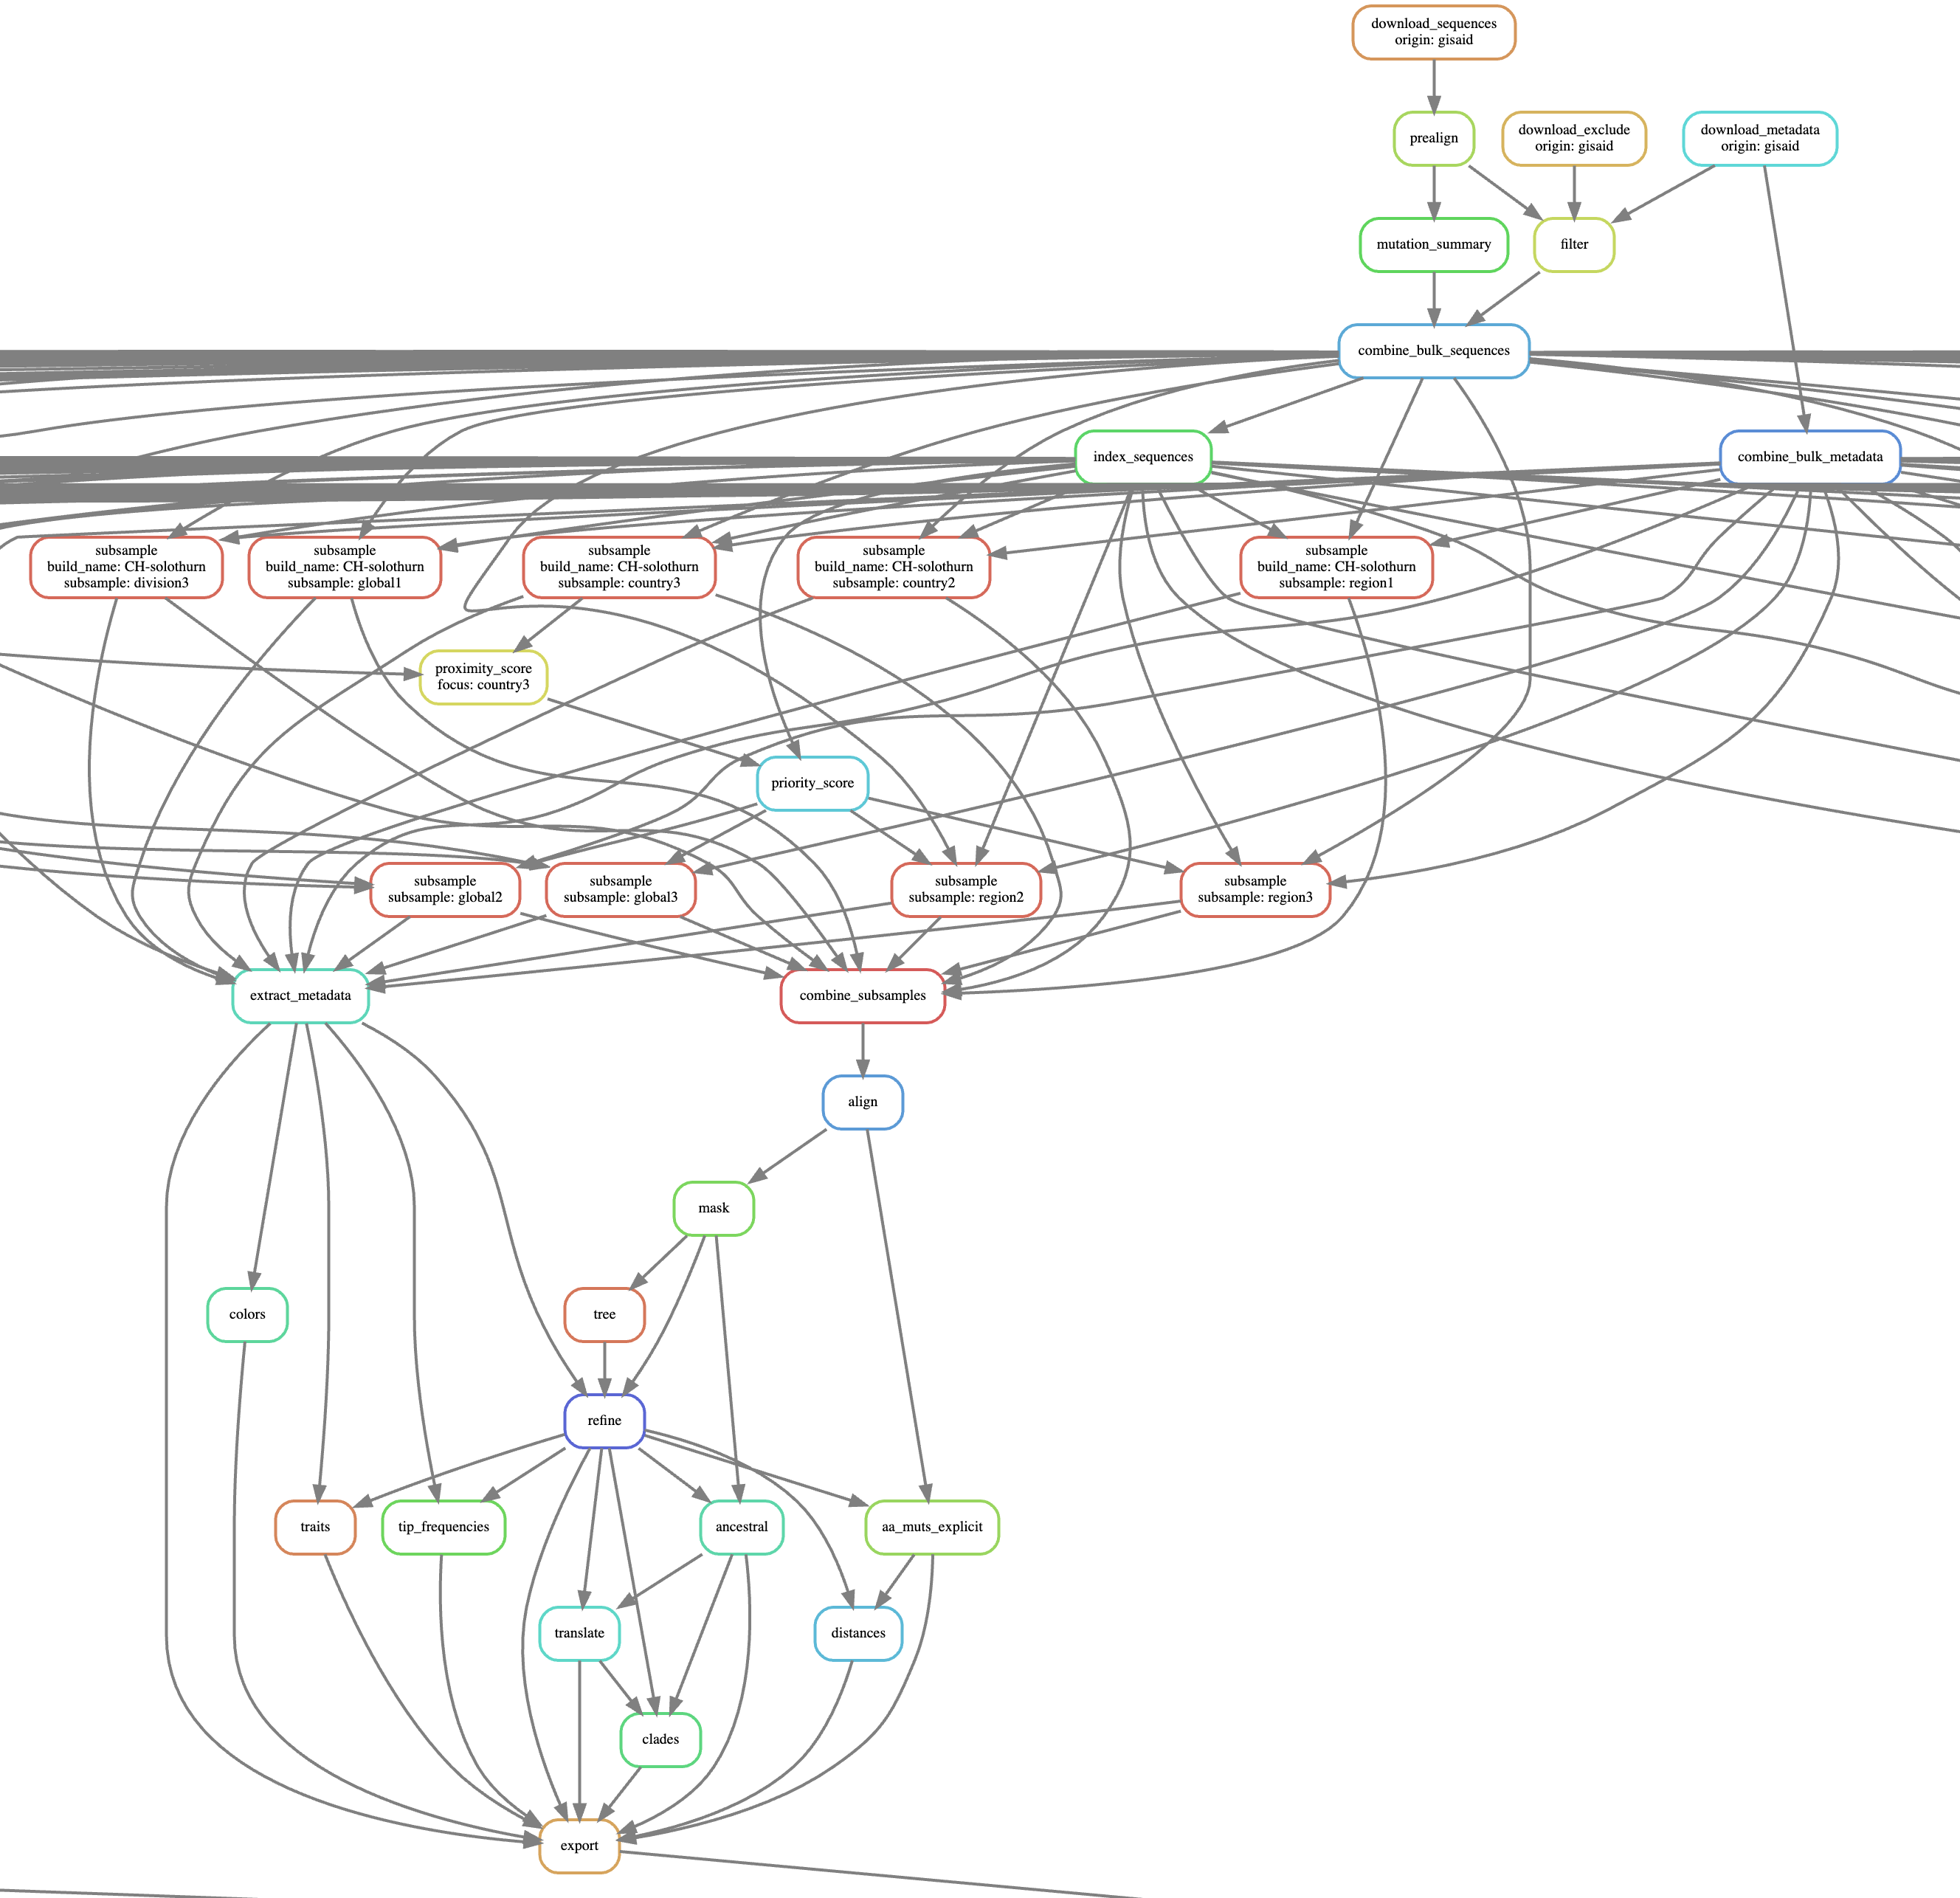 download_sequences
origin: gisaid
prealign
download_exclude
origin: gisaid
download_metadata
origin: gisaid
mutation_summary
filter
combine_bulk_sequences
index_sequences
combine_bulk_metadata
subsample
build_name: CH-solothurn
subsample: division3
subsample
build_name: CH-solothurn
subsample: global1
subsample
build_name: CH-solothurn
subsample: country3
subsample
build_name: CH-solothurn
subsample: country2
subsample
build_name: CH-solothurn
subsample: region1
proximity_score
focus: country3
priority_score
subsample
subsample: global2
subsample
subsample: global3
subsample
subsample: region2
subsample
subsample: region3
extract_metadata
combine_subsamples
align
mask
colors
tree
refine
traits
tip_frequencies
ancestral
aa_muts_explicit
translate
distances
clades
export